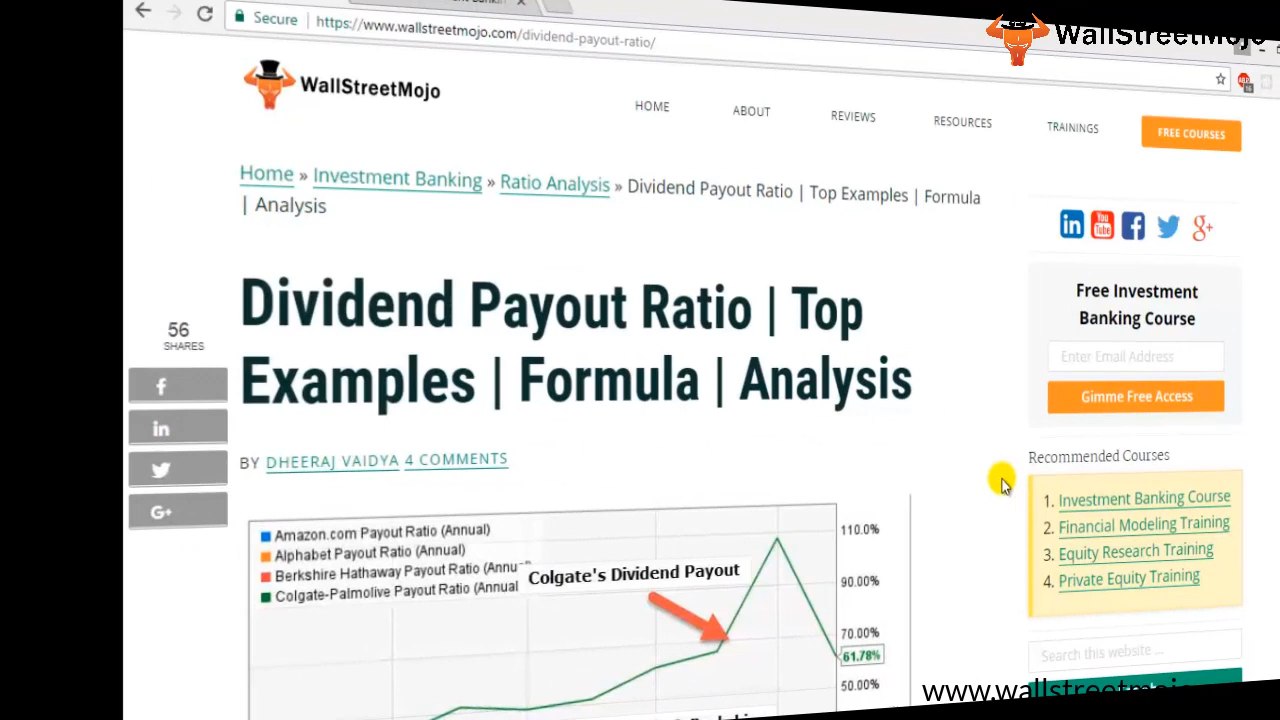 Secure
https://www.wallstreetmojo.com/dividend-payout-ratio/
WallStreetMojo
WallStreetMojo
HOME ABOUT REVIEWS RESOURCES TRAININGS FREE COURSES
Home » Investment Banking » Ratio Analysis » Dividend Payout Ratio | Top Examples | Formula
| Analysis
Dividend Payout Ratio | Top
Examples | Formula | Analysis
56
SHARES
BY DHEERAJ VAIDYA 4 COMMENTS
Amazon.com Payout Ratio (Annual)
Alphabet Payout Ratio (Annual)
Berkshire Hathaway Payout Ratio
Colgate-Palmolive Payout Ratio (Annual
Colgate's Dividend Payout
110.0%
90.00%
70.00%
61.78%
50.00%
You Tube
Free Investment
Banking Course
Enter Email Address
Gimme Free Access
Recommended Courses
1. Investment Banking Course
2. Financial Modeling Training
3. Equity Research Training
4. Private Equity Training
Search this website ...
www.wallstreetmojo